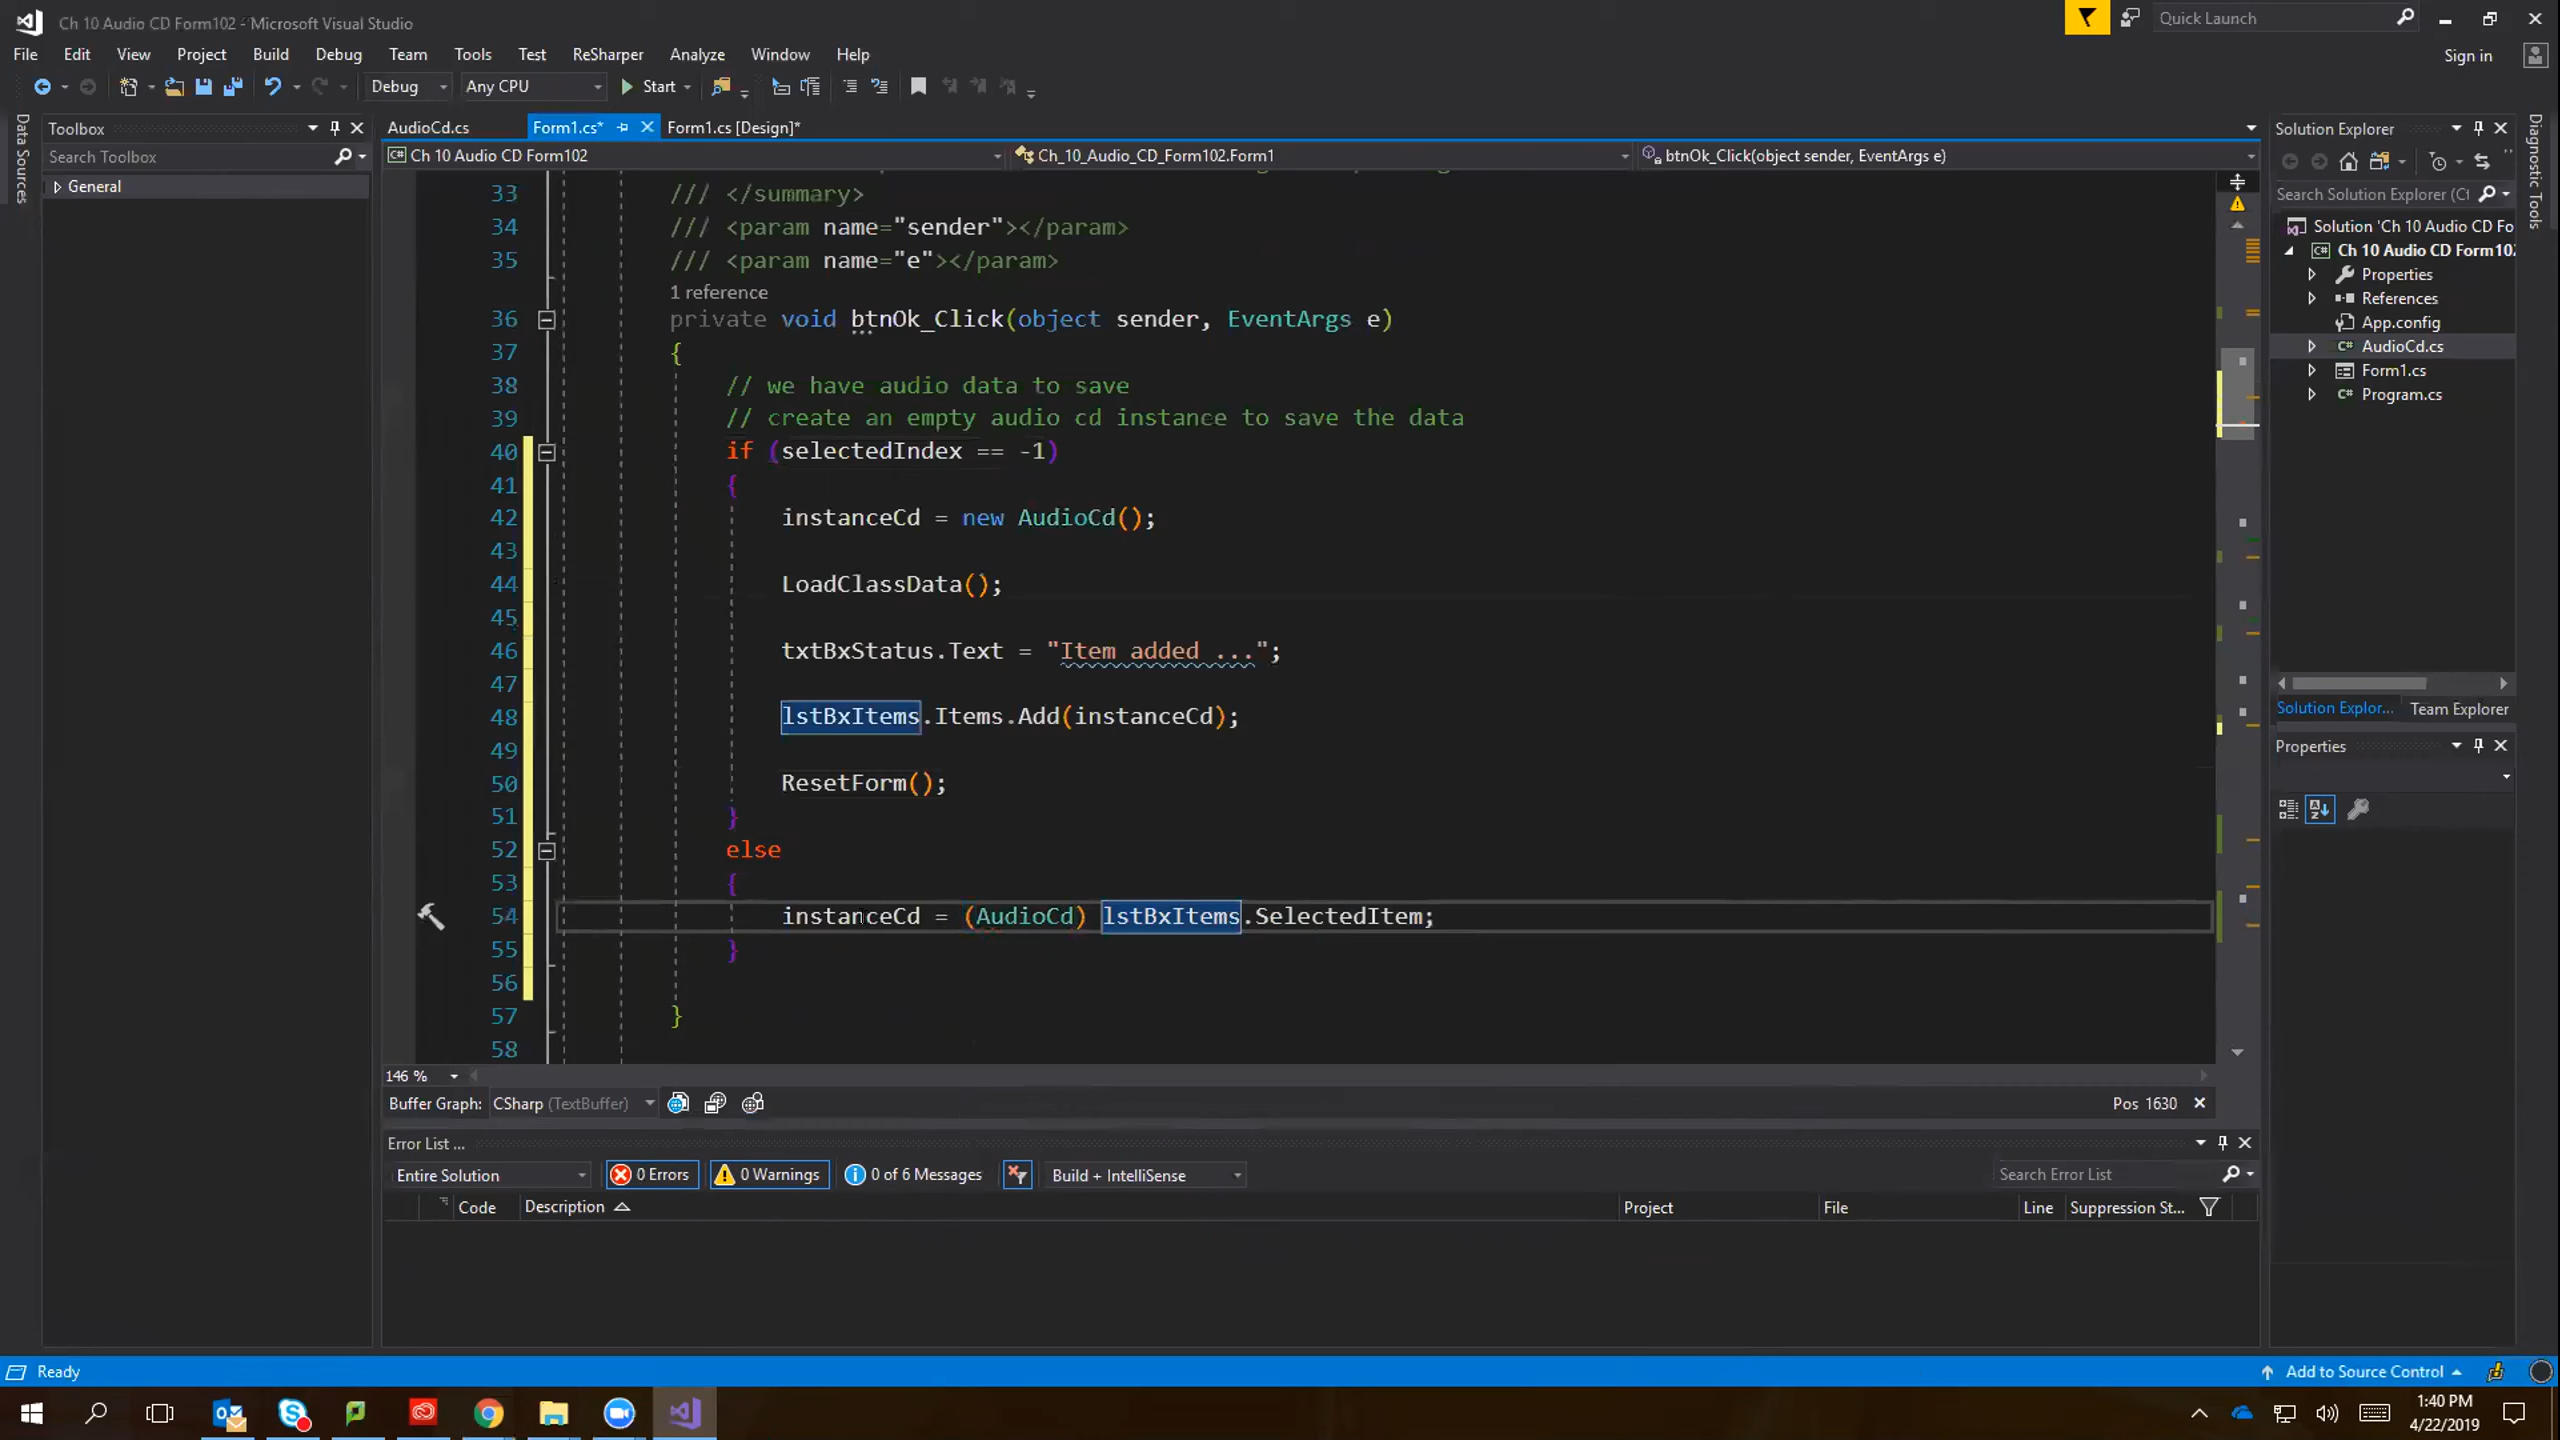 Ch 10 Audio CD Form102 - Microsoft Visual Studio
Quick Launch
File Edit View Project Build Debug Team Tools Test ReSharper Analyze Window Help
Sign in
Debug Any CPU Start
Data Sources
Toolbox
AudioCd.cs Form1.cs* Form1.cs [Design]*
Solution Explorer
Diagnostic Tools
Search Toolbox
Ch 10 Audio CD Form102 Ch_10_Audio_CD_Form102.Form1 btnOk_Click(object sender, EventArgs e)
General
Search Solution Explorer (Ct
Solution 'Ch 10 Audio CD Fo
Ch 10 Audio CD Form102
Properties
References
App.config
AudioCd.cs
Form1.cs
Program.cs
33 /// </summary>
34 /// <param name="sender"></param>
35 /// <param name="e"></param>
1 reference
36 private void btnOk_Click(object sender, EventArgs e)
37 {
38 // we have audio data to save
39 // create an empty audio cd instance to save the data
40 if (selectedIndex == -1)
41 {
42 instanceCd = new AudioCd();
43
44 LoadClassData();
45
46 txtBxStatus.Text = "Item added ...";
47
48 lstBxItems.Items.Add(instanceCd);
49
50 ResetForm();
51 }
52 else
53 {
54 instanceCd = (AudioCd) lstBxItems.SelectedItem;
55 }
56
57 }
58
Solution Explor... Team Explorer
Properties
146 %
Buffer Graph: CSharp (TextBuffer) Pos 1630
Error List ...
Entire Solution 0 Errors 0 Warnings 0 of 6 Messages Build + IntelliSense Search Error List
Code Description Project File Line Suppression St...
Ready
Add to Source Control
1:40 PM
4/22/2019